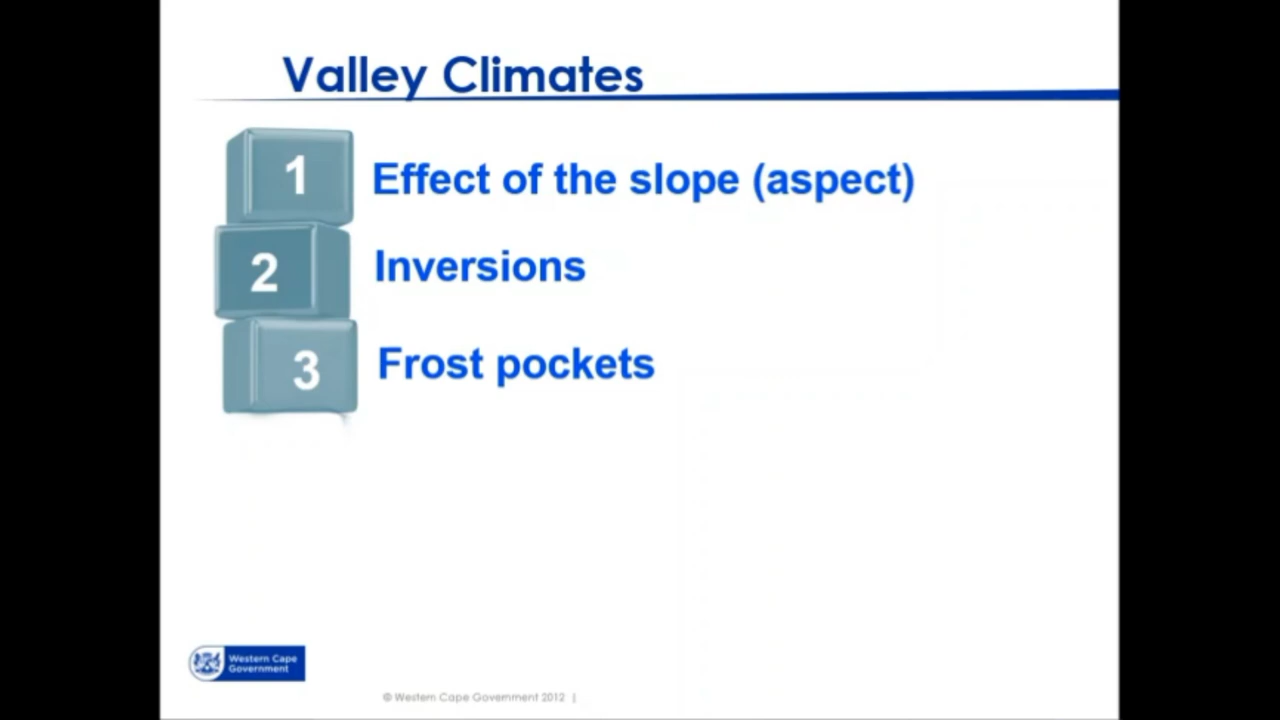 Valley Climates
1
Effect of the slope (aspect)
2
Inversions
3
Frost pockets
Western Cape
Government
© Western Cape Government 2012 |